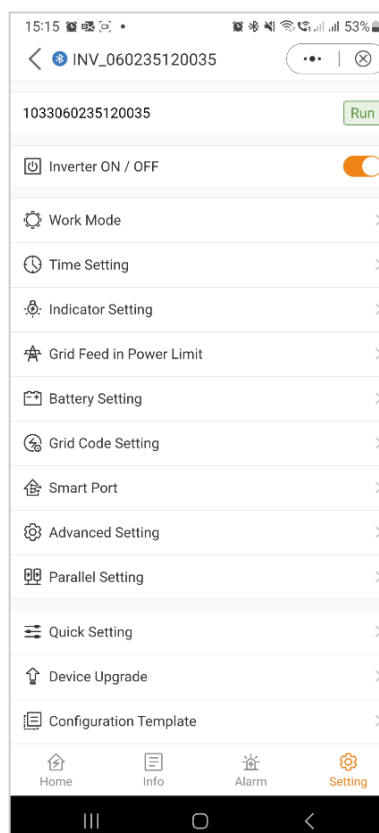 15:15 53%
INV_060235120035
1033060235120035 Run
Inverter ON / OFF
Work Mode
Time Setting
Indicator Setting
Grid Feed in Power Limit
Battery Setting
Grid Code Setting
Smart Port
Advanced Setting
Parallel Setting
Quick Setting
Device Upgrade
Configuration Template
Home Info Alarm Setting